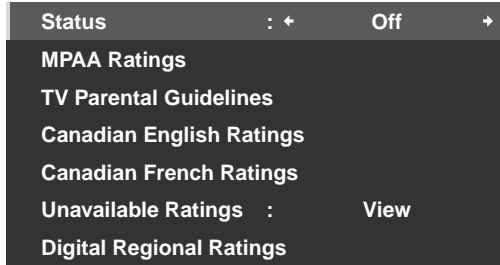 Status : ← Off →
MPAA Ratings
TV Parental Guidelines
Canadian English Ratings
Canadian French Ratings
Unavailable Ratings : View
Digital Regional Ratings